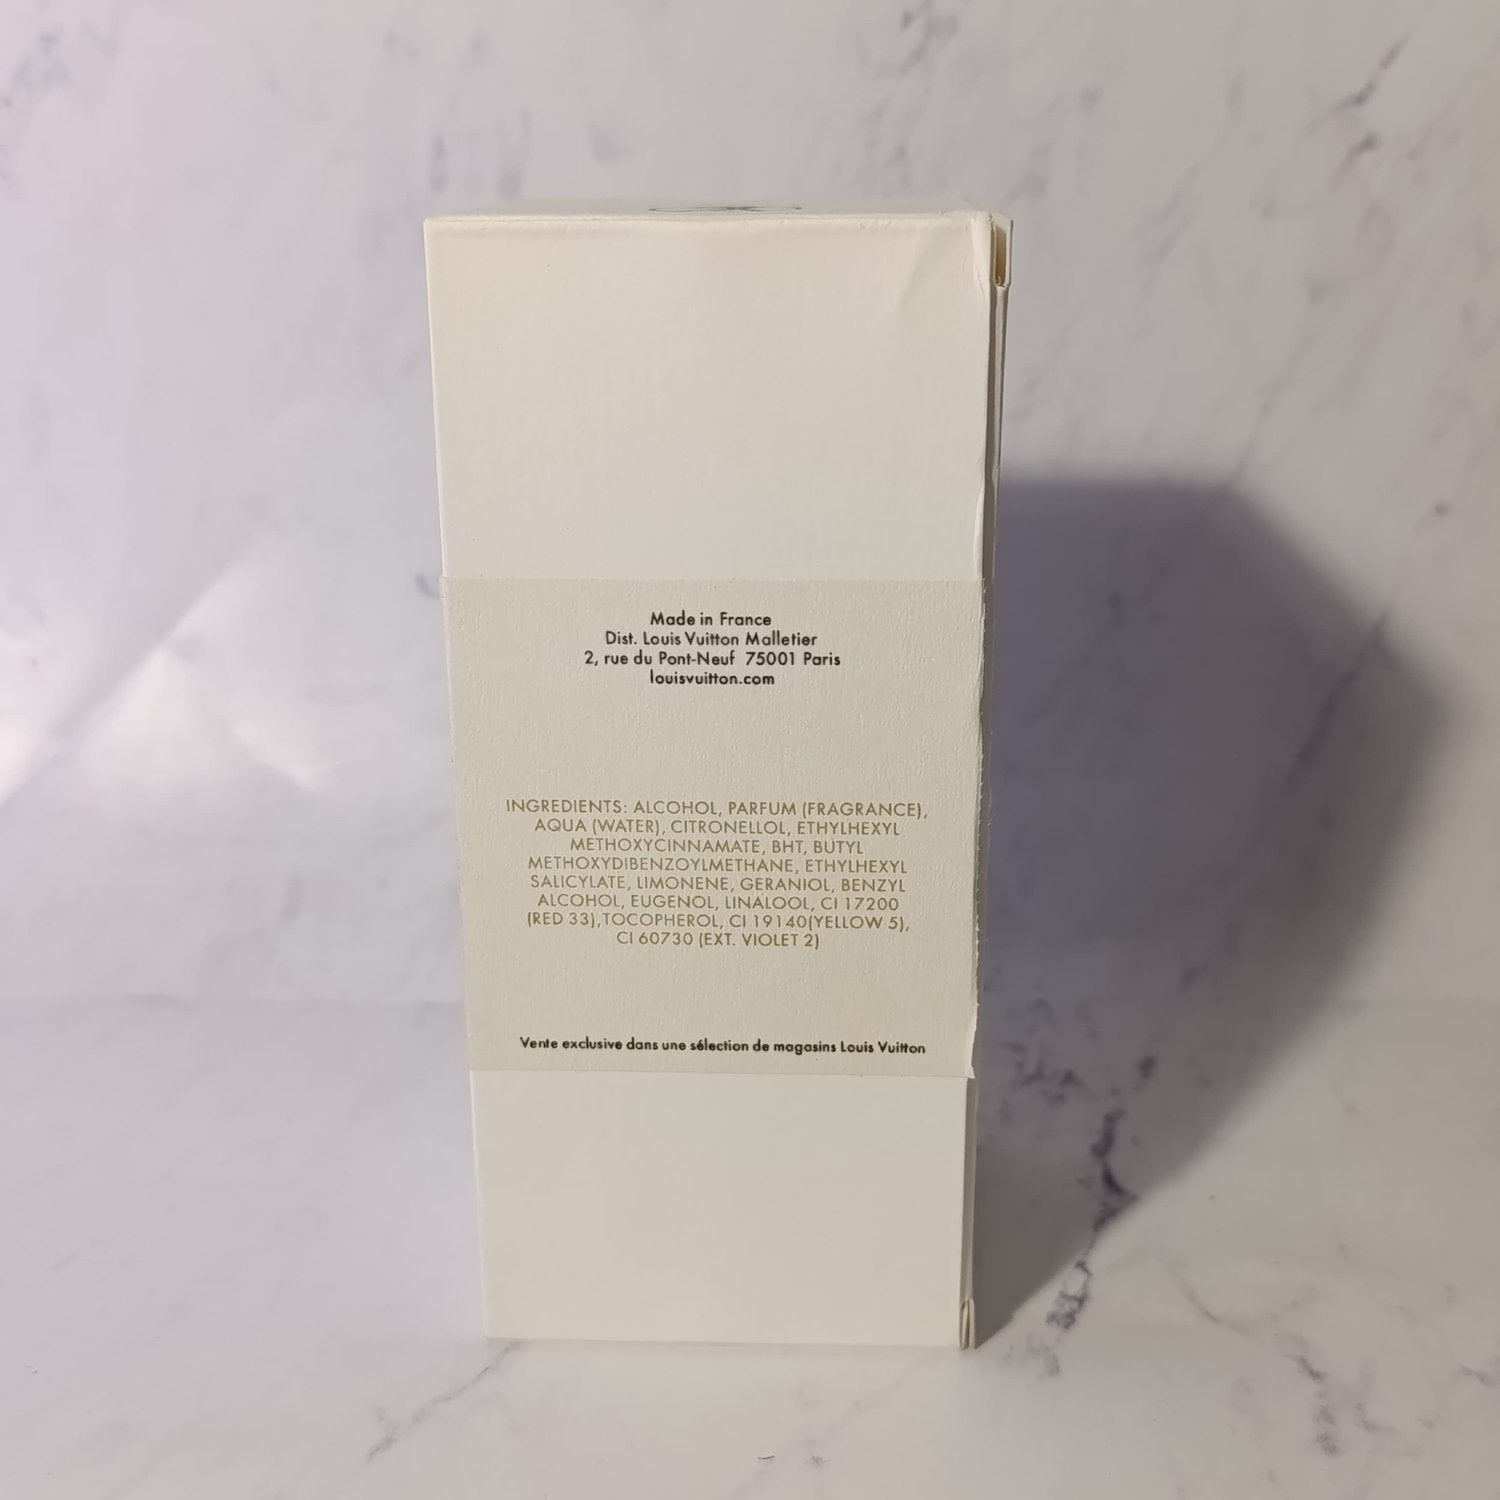 Made in France
Dist. Louis Vuitton Malletier
2, rue du Pont-Neuf 75001 Paris
louisvuitton.com
INGREDIENTS: ALCOHOL, PARFUM (FRAGRANCE),
AQUA (WATER), CITRONELLOL, ETHYLHEXYL
METHOXYCINNAMATE, BHT, BUTYL
METHOXYDIBENZOYLMETHANE, ETHYLHEXYL
SALICYLATE, LIMONENE, GERANIOL, BENZYL
ALCOHOL, EUGENOL, LINALOOL, CI 17200
(RED 33),TOCOPHEROL, CI 19140(YELLOW 5),
CI 60730 (EXT. VIOLET 2)
Vente exclusive dans une sélection de magasins Louis Vuitton